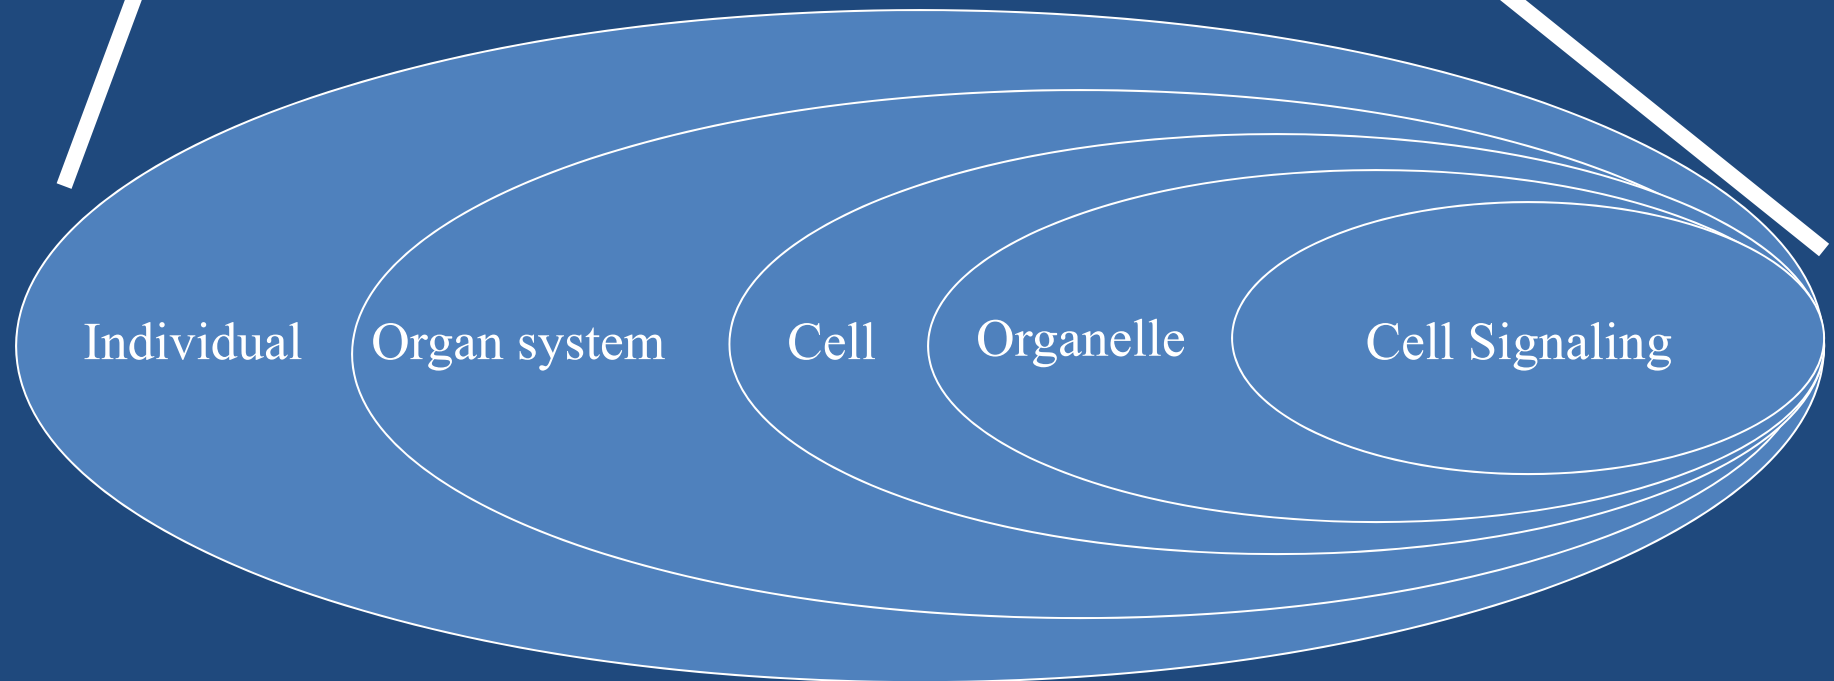 Individual
Organ system
Cell
Organelle
Cell Signaling